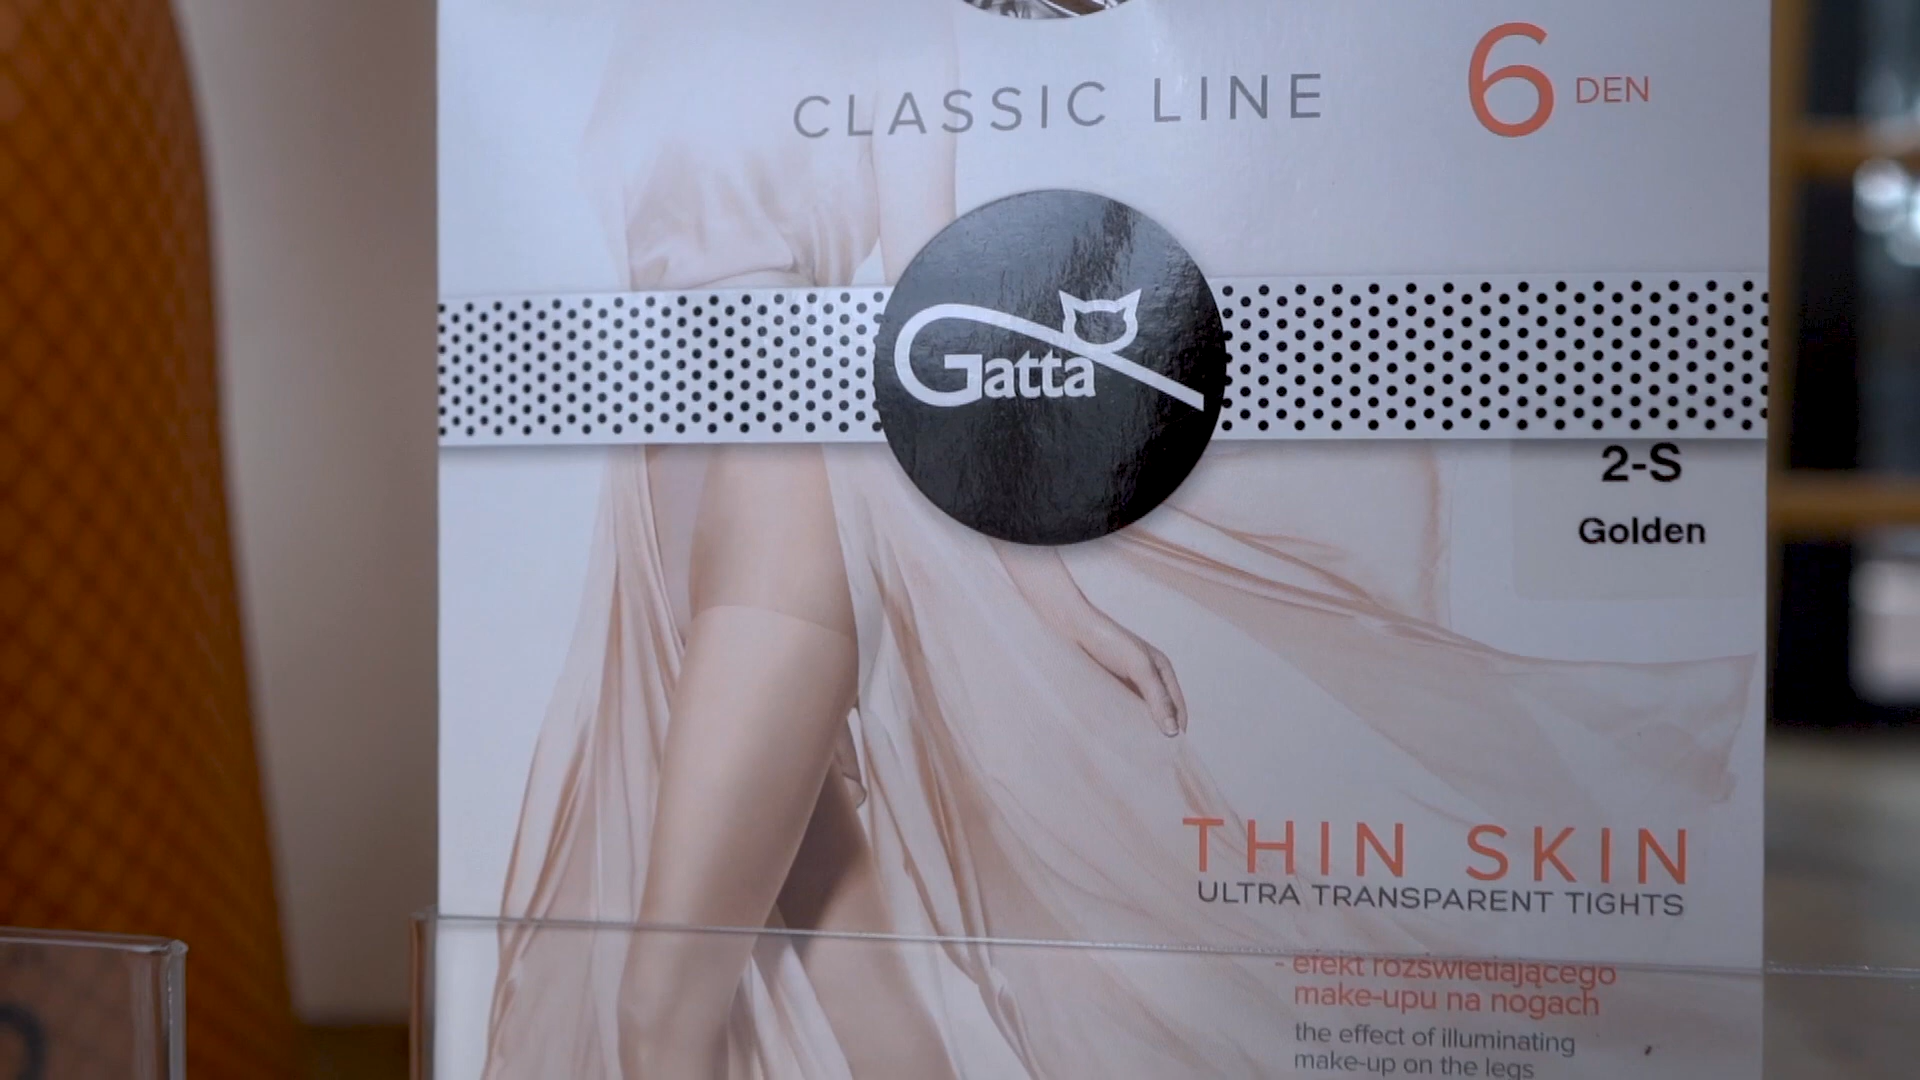 CLASSIC LINE
6 DEN
Gatta
2-S
Golden
THIN SKIN
ULTRA TRANSPARENT TIGHTS
- efekt rozświetlającego
make-upu na nogach
the effect of illuminating
make-up on the legs